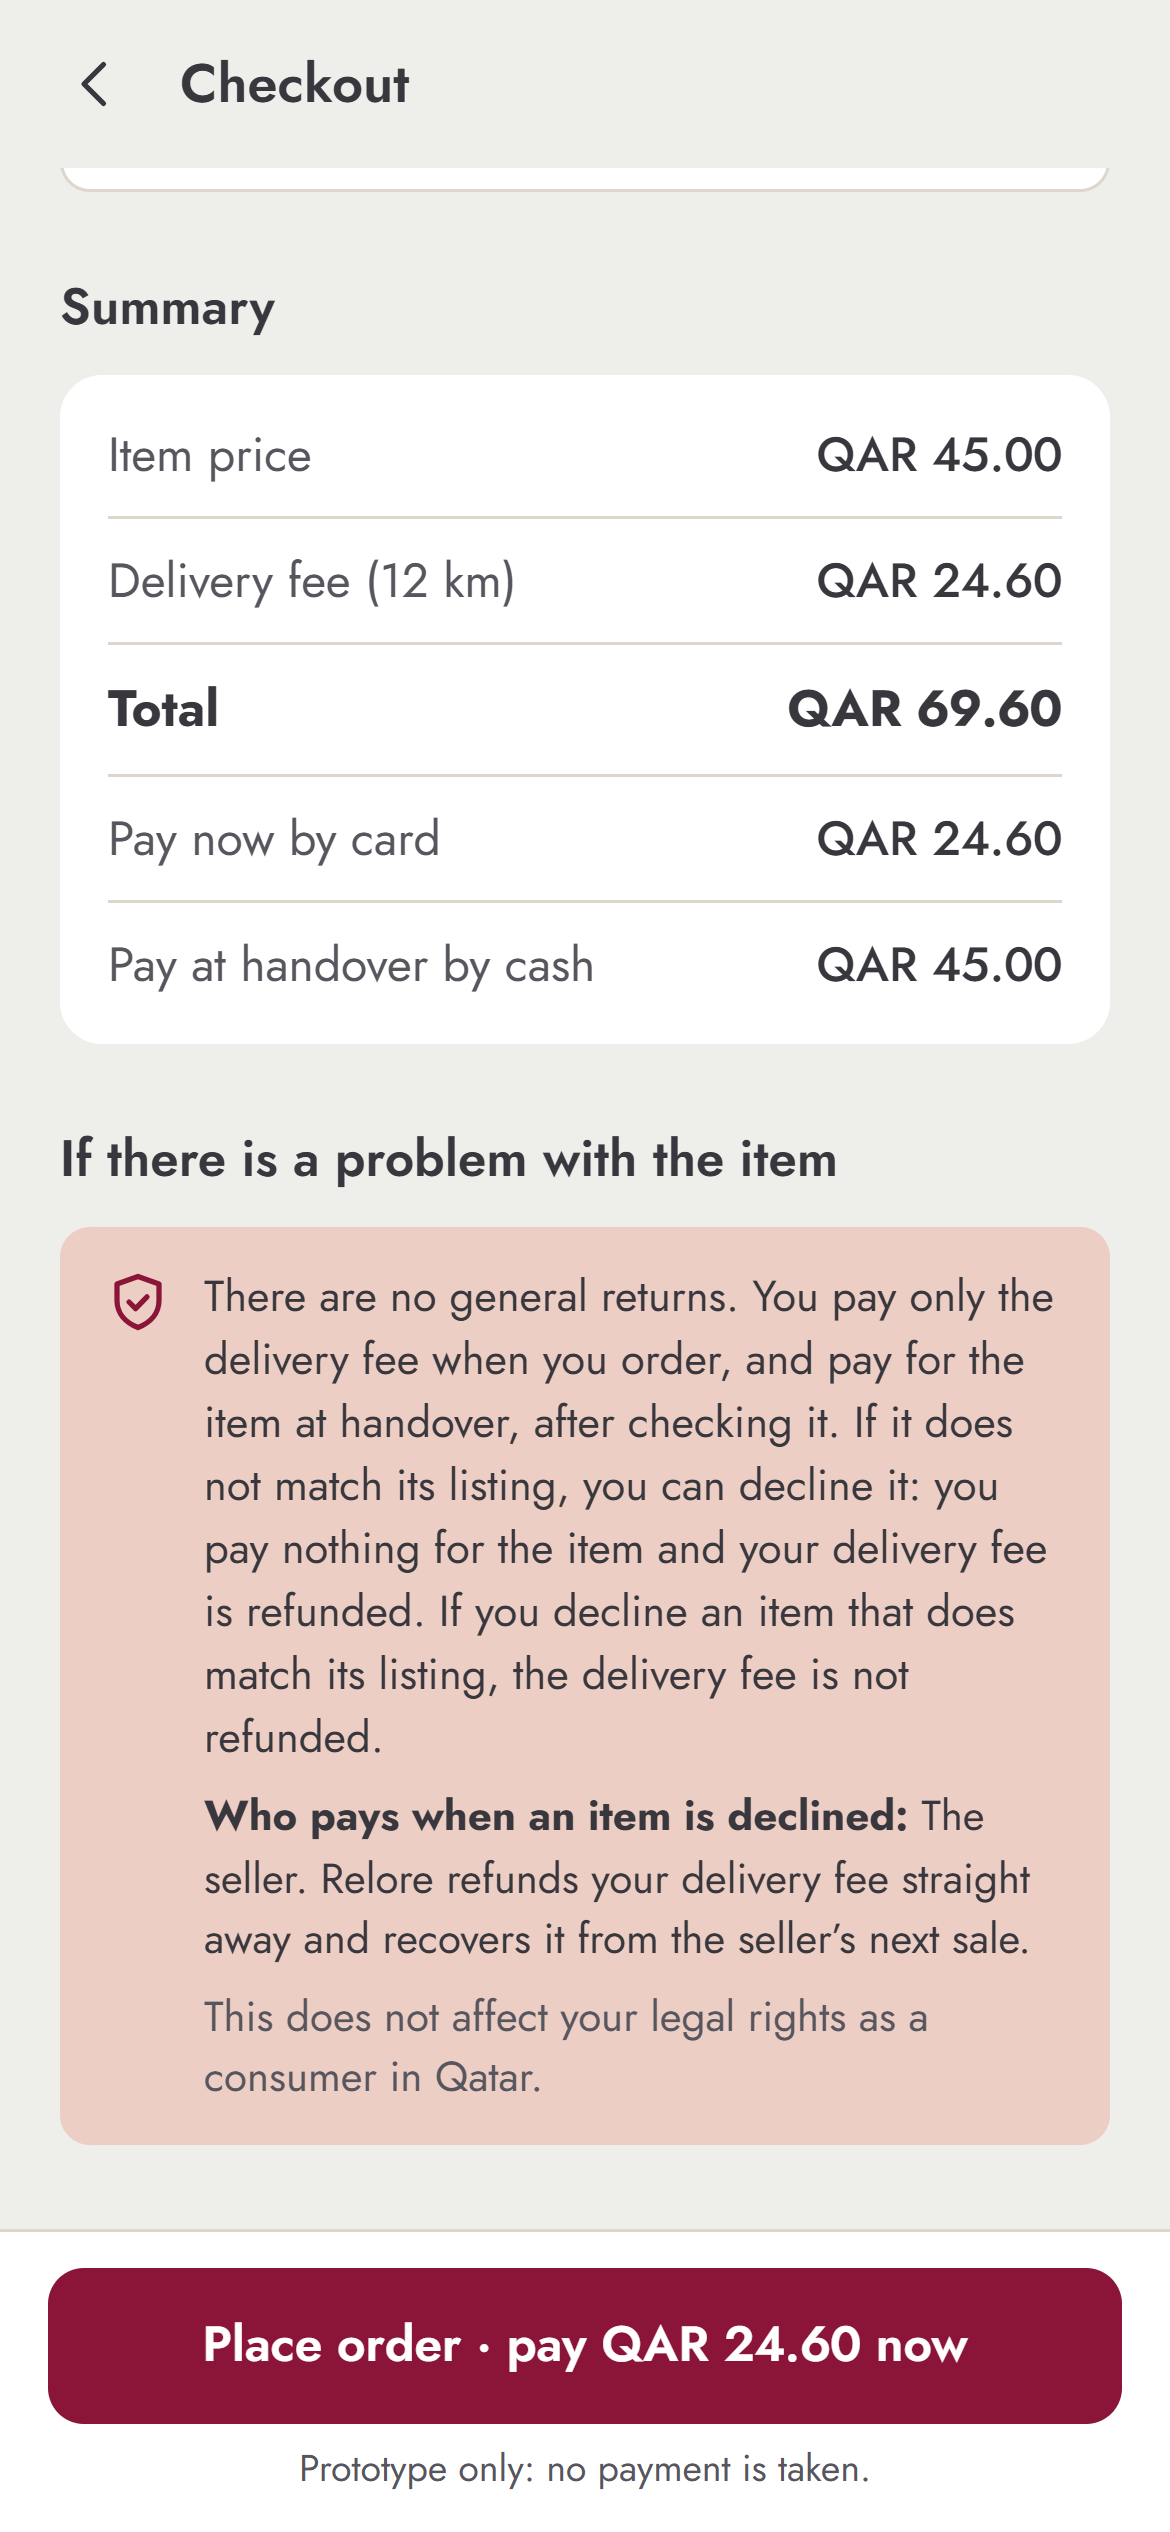 Checkout
Summary
Item price QAR 45.00
Delivery fee (12 km) QAR 24.60
Total QAR 69.60
Pay now by card QAR 24.60
Pay at handover by cash QAR 45.00
If there is a problem with the item
There are no general returns. You pay only the
delivery fee when you order, and pay for the
item at handover, after checking it. If it does
not match its listing, you can decline it: you
pay nothing for the item and your delivery fee
is refunded. If you decline an item that does
match its listing, the delivery fee is not
refunded.
Who pays when an item is declined: The
seller. Relore refunds your delivery fee straight
away and recovers it from the seller’s next sale.
This does not affect your legal rights as a
consumer in Qatar.
Place order · pay QAR 24.60 now
Prototype only: no payment is taken.